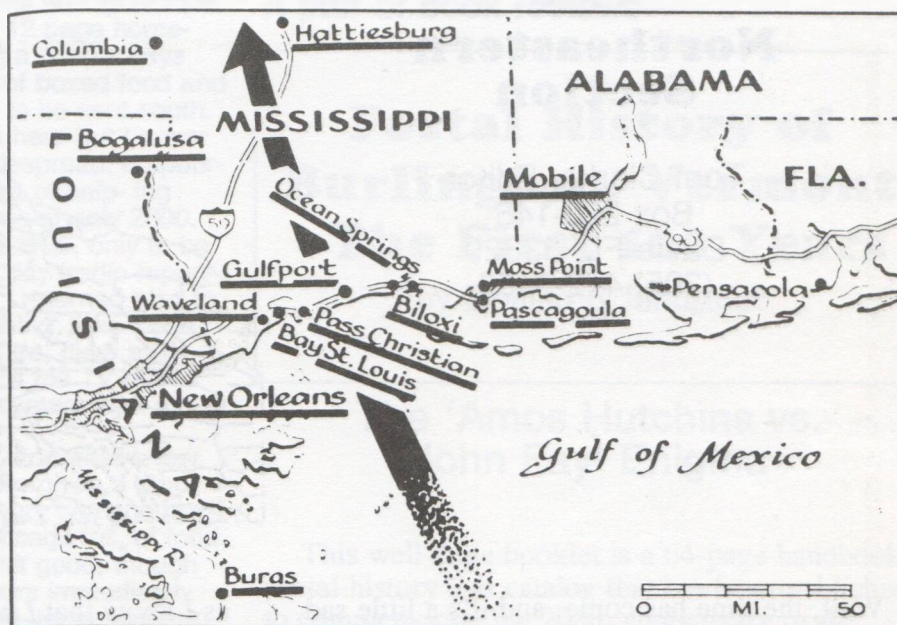 Columbia
Hattiesburg
ALABAMA
MISSISSIPPI
Bogalusa
LOUISIANA
Mobile
FLA.
Ocean Springs
Gulfport
Moss Point
Waveland
Biloxi
Pascagoula
Pensacola
Pass Christian
Bay St. Louis
New Orleans
Gulf of Mexico
Mississippi R.
Buras
0 MI. 50